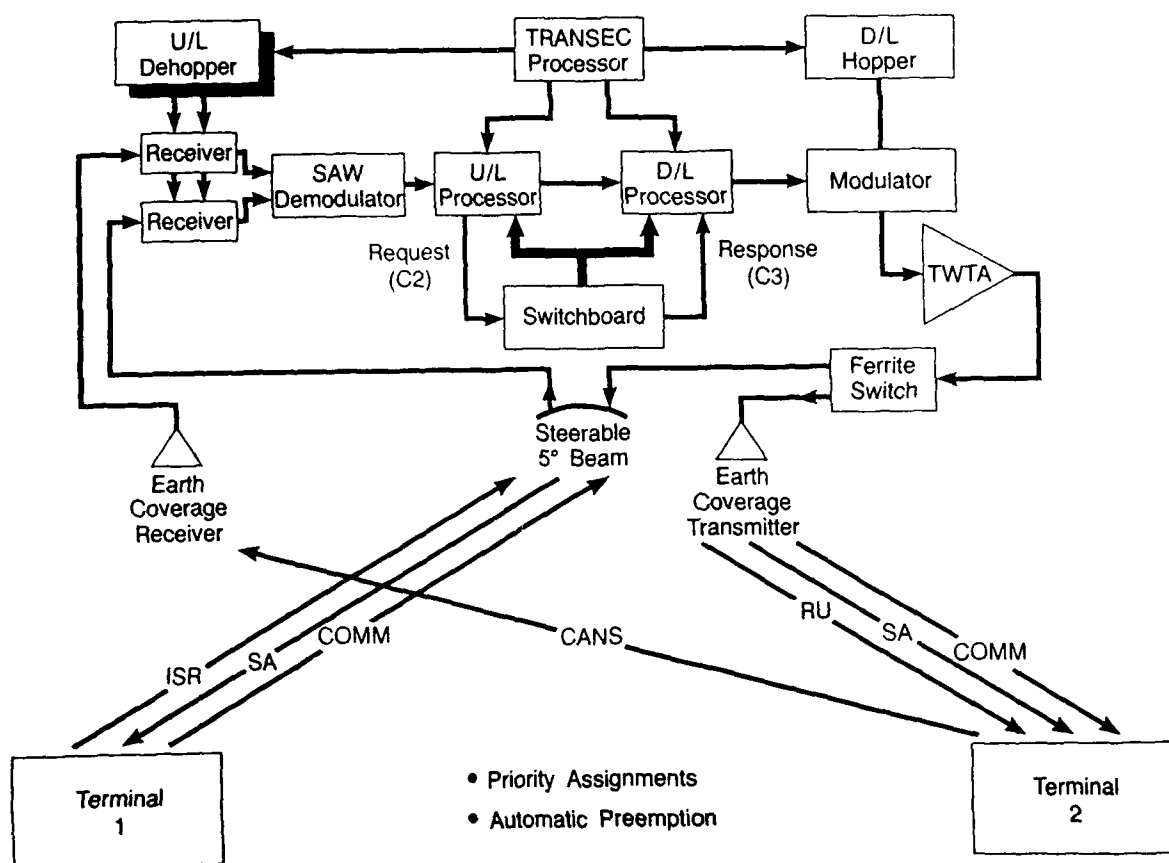 U/L
Dehopper
TRANSEC
Processor
D/L
Hopper
Receiver
Receiver
SAW
Demodulator
U/L
Processor
D/L
Processor
Modulator
Request
(C2)
Response
(C3)
Switchboard
TWTA
Ferrite
Switch
Steerable
5° Beam
Earth
Coverage
Receiver
Earth
Coverage
Transmitter
ISR
SA
COMM
CANS
RU
SA
COMM
Terminal
1
• Priority Assignments
• Automatic Preemption
Terminal
2